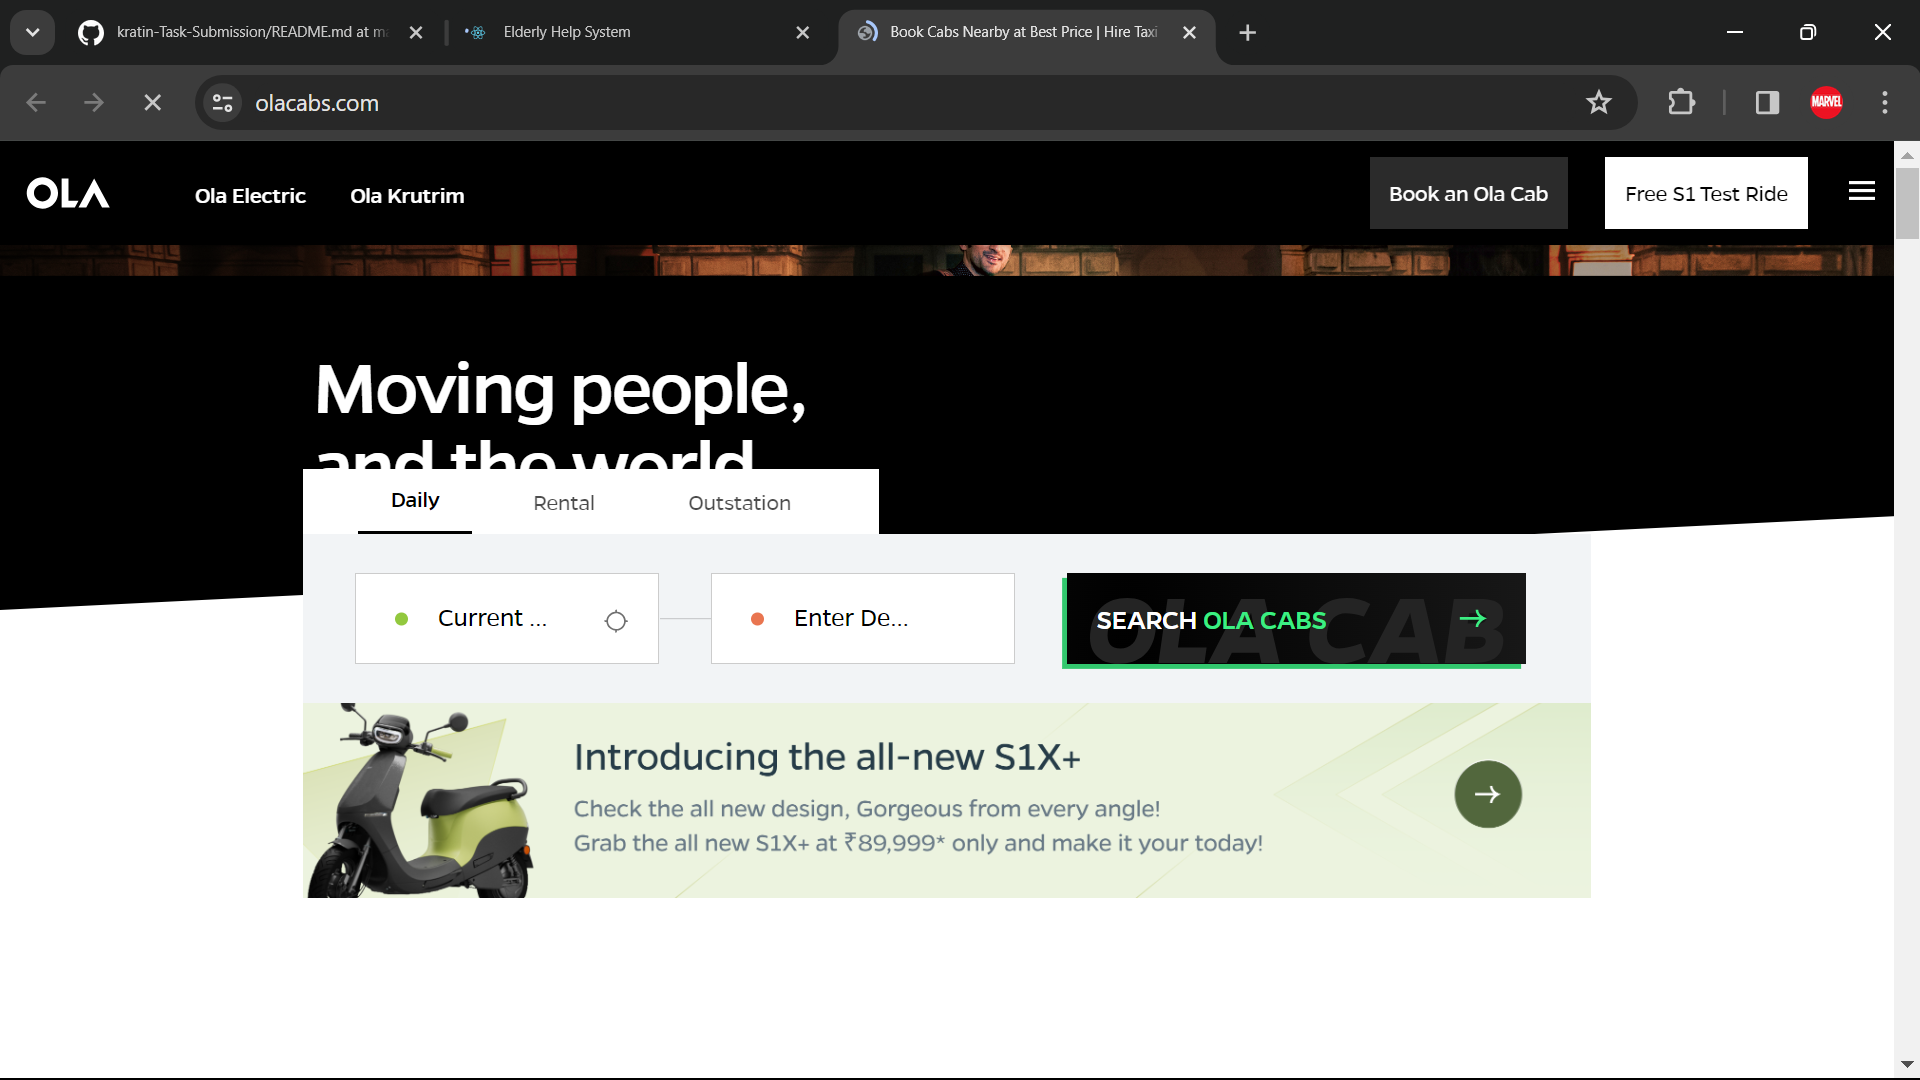 kratin-Task-Submission/README.md at ma
Elderly Help System
Book Cabs Nearby at Best Price | Hire Taxi
olacabs.com
MARVEL
OLA
Ola Electric
Ola Krutrim
Book an Ola Cab
Free S1 Test Ride
Moving people,
and the world
Daily
Rental
Outstation
Current ...
Enter De...
OLA CAB
SEARCH OLA CABS
Introducing the all-new S1X+
Check the all new design, Gorgeous from every angle!
Grab the all new S1X+ at ₹89,999* only and make it your today!